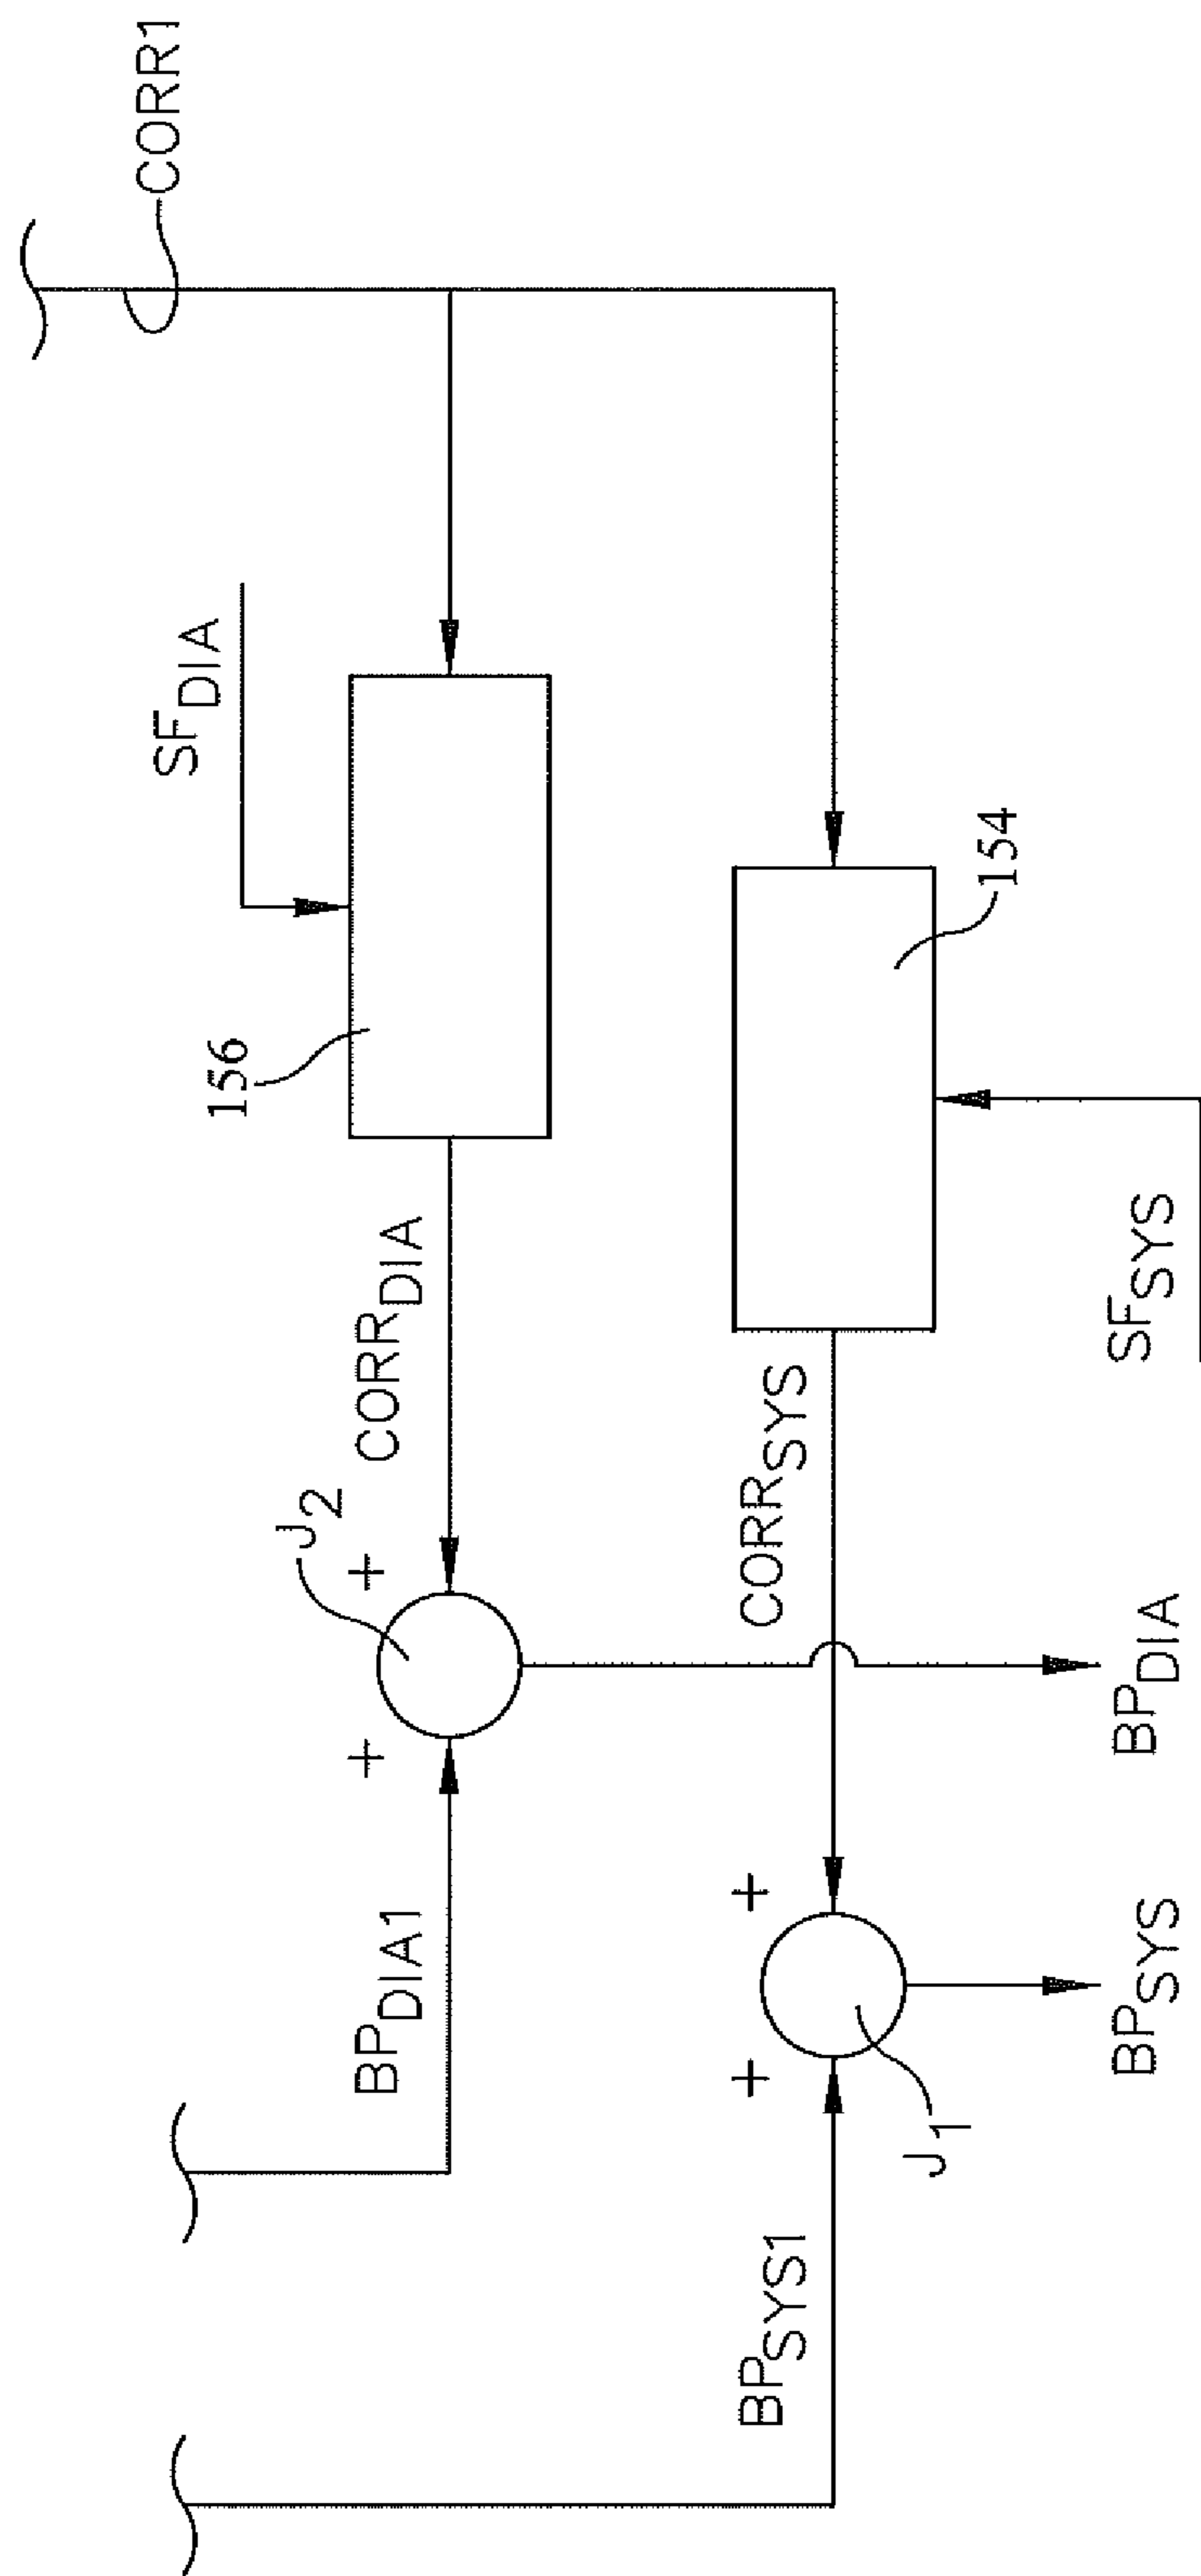 CORR1
SF_DIA
156
154
CORR_DIA
SF_SYS
CORR_SYS
J_2
+
+
BP_DIA
BP_DIA1
+
+
BP_SYS
J_1
BP_SYS1